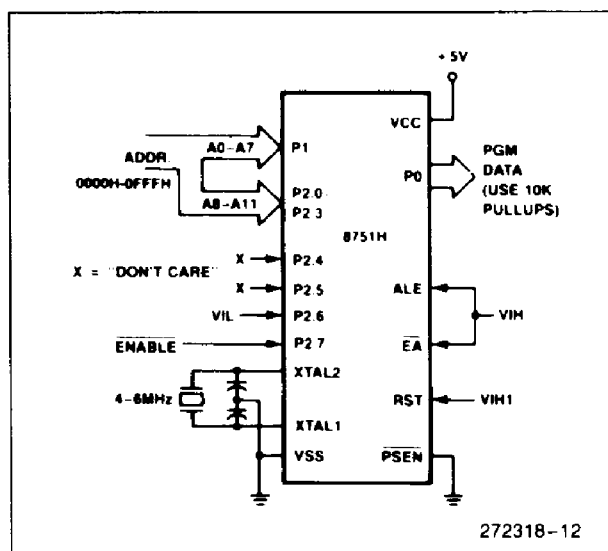 + 5V
VCC
ADDR.
0000H-0FFFH
A0-A7
P1
A8-A11
P2.0
P2.3
P0
PGM
DATA
(USE 10K
PULLUPS)
8751H
X = "DON'T CARE"
X
P2.4
X
P2.5
VIL
P2.6
ENABLE
P2.7
ALE
EA
VIH
4-6MHz
XTAL2
XTAL1
VSS
RST
VIH1
PSEN
272318-12